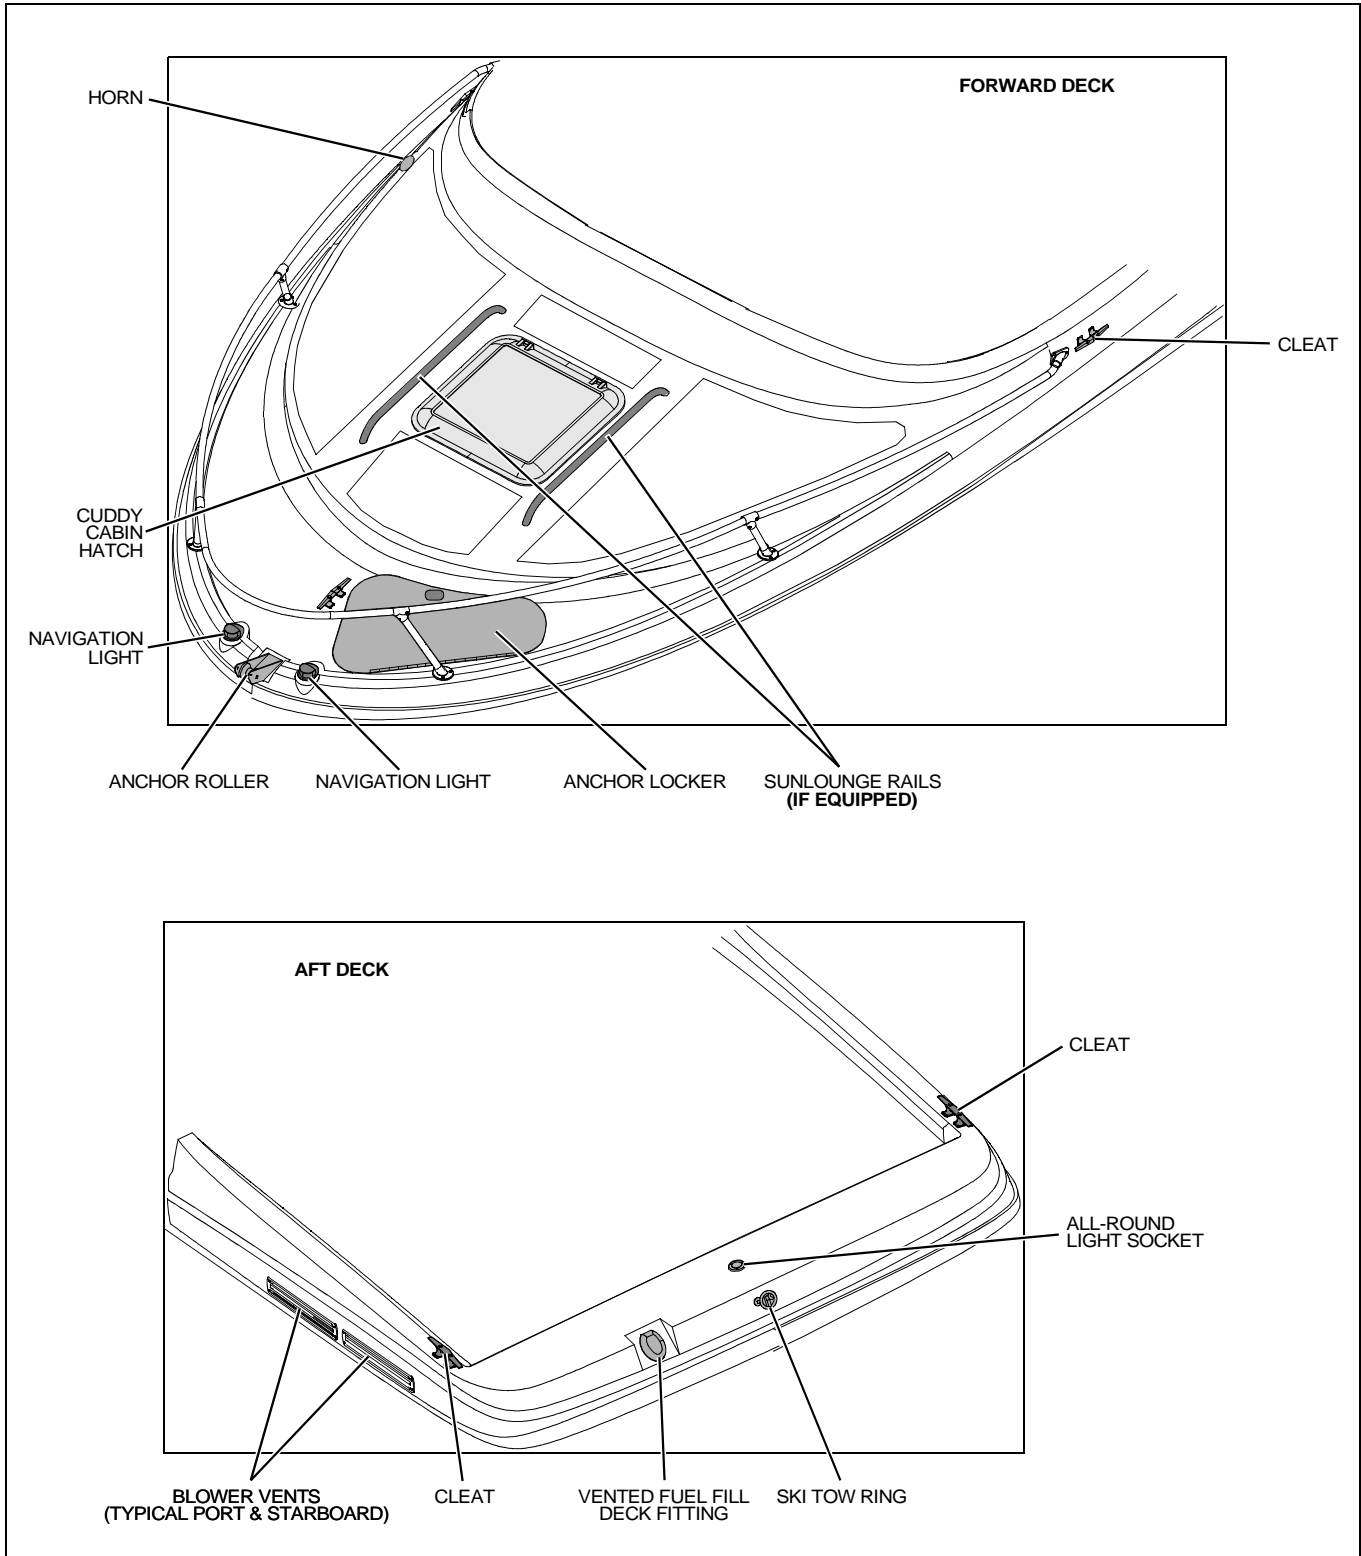 FORWARD DECK
HORN
CLEAT
CUDDY
CABIN
HATCH
NAVIGATION
LIGHT
ANCHOR ROLLER
NAVIGATION LIGHT
ANCHOR LOCKER
SUNLOUNGE RAILS
(IF EQUIPPED)
AFT DECK
CLEAT
ALL-ROUND
LIGHT SOCKET
BLOWER VENTS
(TYPICAL PORT & STARBOARD)
CLEAT
VENTED FUEL FILL
DECK FITTING
SKI TOW RING